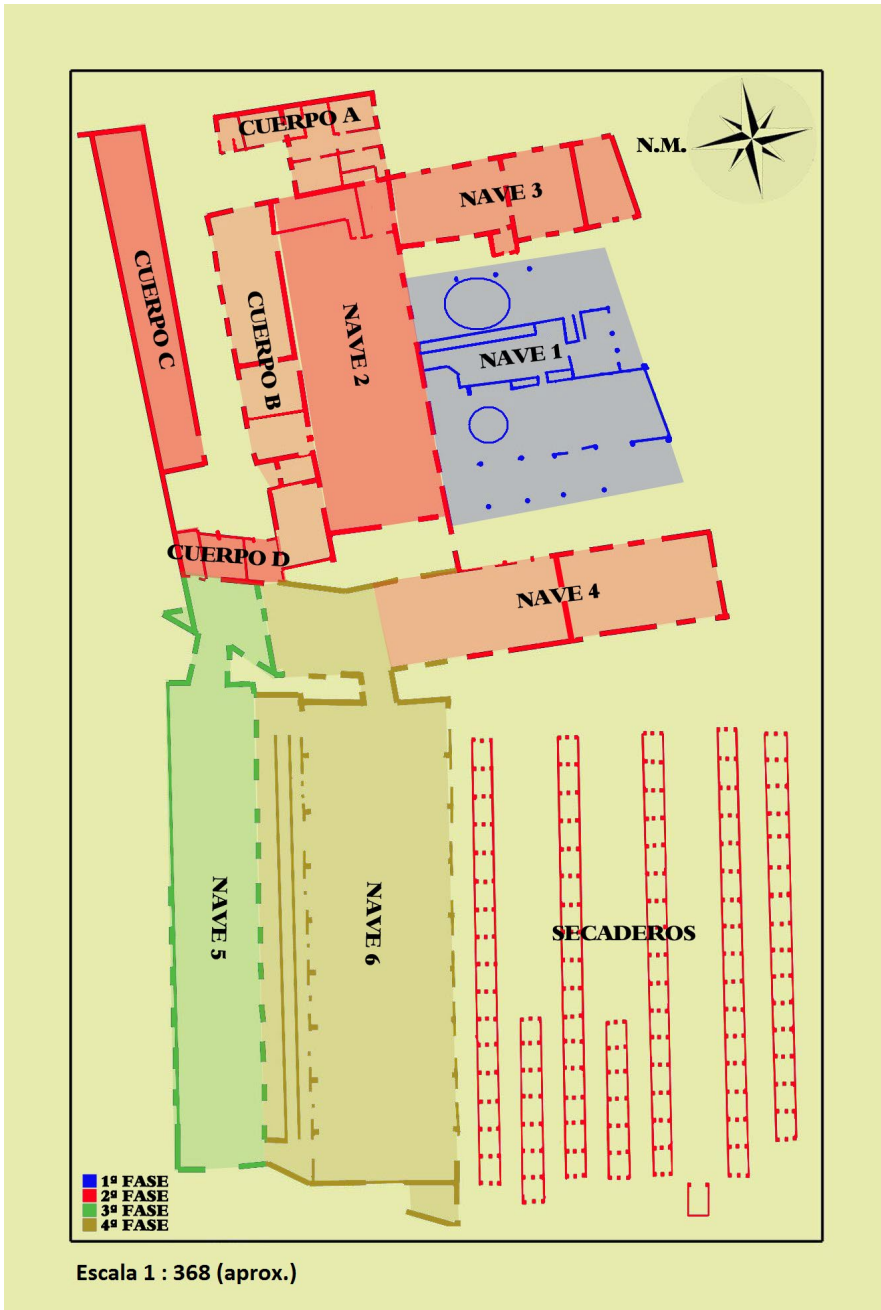 CUERPO A
N.M.
NAVE 3
CUERPO C
CUERPO B
NAVE 2
NAVE 1
CUERPO D
NAVE 4
NAVE 5
NAVE 6
SECADEROS
1ª FASE
2ª FASE
3ª FASE
4ª FASE
Escala 1 : 368 (aprox.)